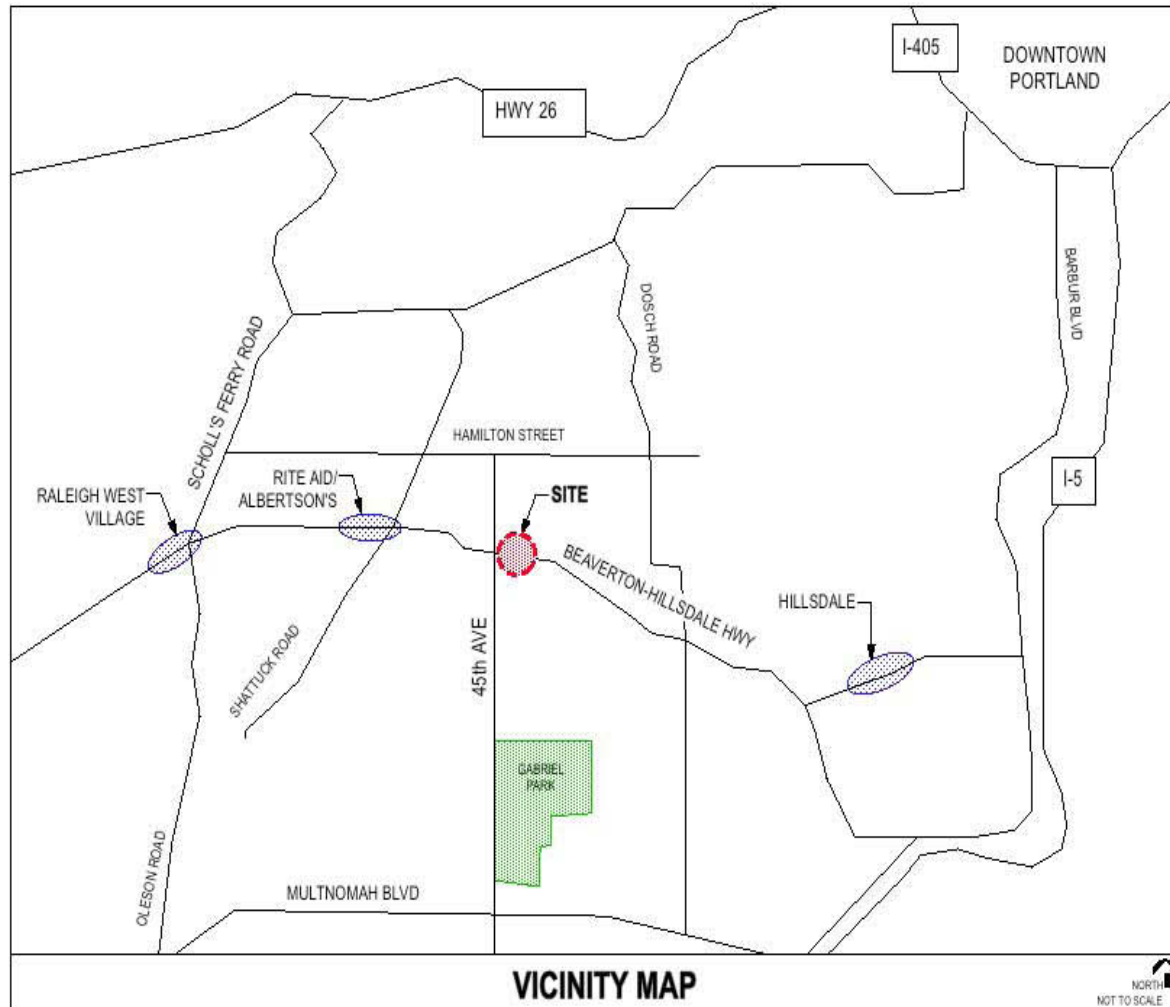 I-405
DOWNTOWN
PORTLAND
HWY 26
BARBUR BLVD
DOSCH ROAD
SCHOLL'S FERRY ROAD
HAMILTON STREET
RITE AID/
ALBERTSON'S
SITE
I-5
RALEIGH WEST
VILLAGE
BEAVERTON-HILLSDALE HWY
HILLSDALE
SHATTUCK ROAD
45th AVE
GABRIEL
PARK
OLESON ROAD
MULTNOMAH BLVD
VICINITY MAP
NORTH
NOT TO SCALE